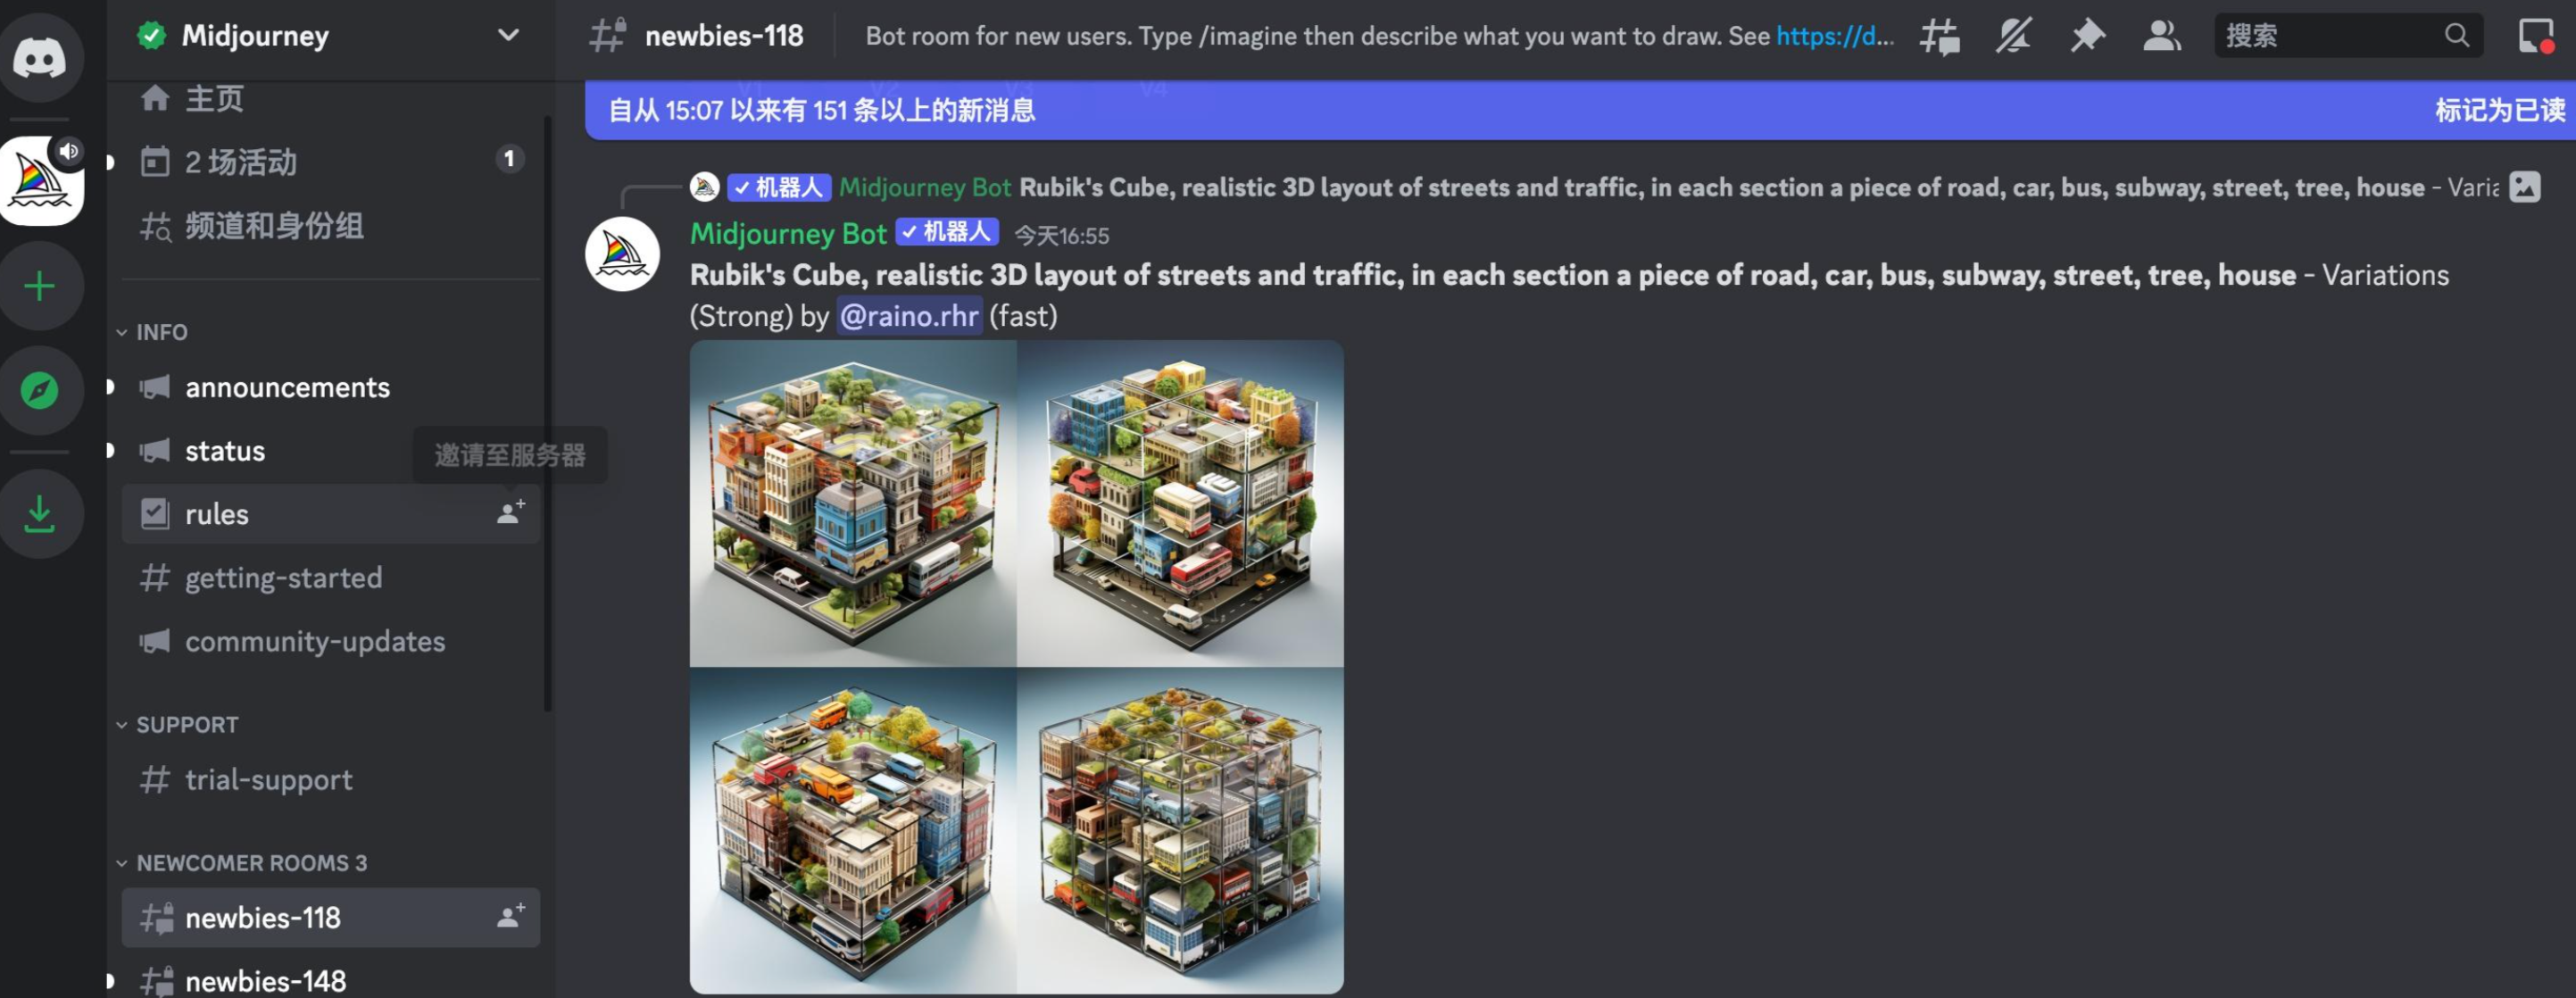 Midjourney
主页
2 场活动
1
频道和身份组
INFO
announcements
status
邀请至服务器
rules
getting-started
community-updates
SUPPORT
trial-support
NEWCOMER ROOMS 3
newbies-118
newbies-148
newbies-118
Bot room for new users. Type /imagine then describe what you want to draw. See https://d...
搜索
V1 V2 V3 V4
自从 15:07 以来有 151 条以上的新消息
标记为已读
机器人 Midjourney Bot Rubik's Cube, realistic 3D layout of streets and traffic, in each section a piece of road, car, bus, subway, street, tree, house - Varia
Midjourney Bot 机器人 今天16:55
Rubik's Cube, realistic 3D layout of streets and traffic, in each section a piece of road, car, bus, subway, street, tree, house - Variations
(Strong) by @raino.rhr (fast)